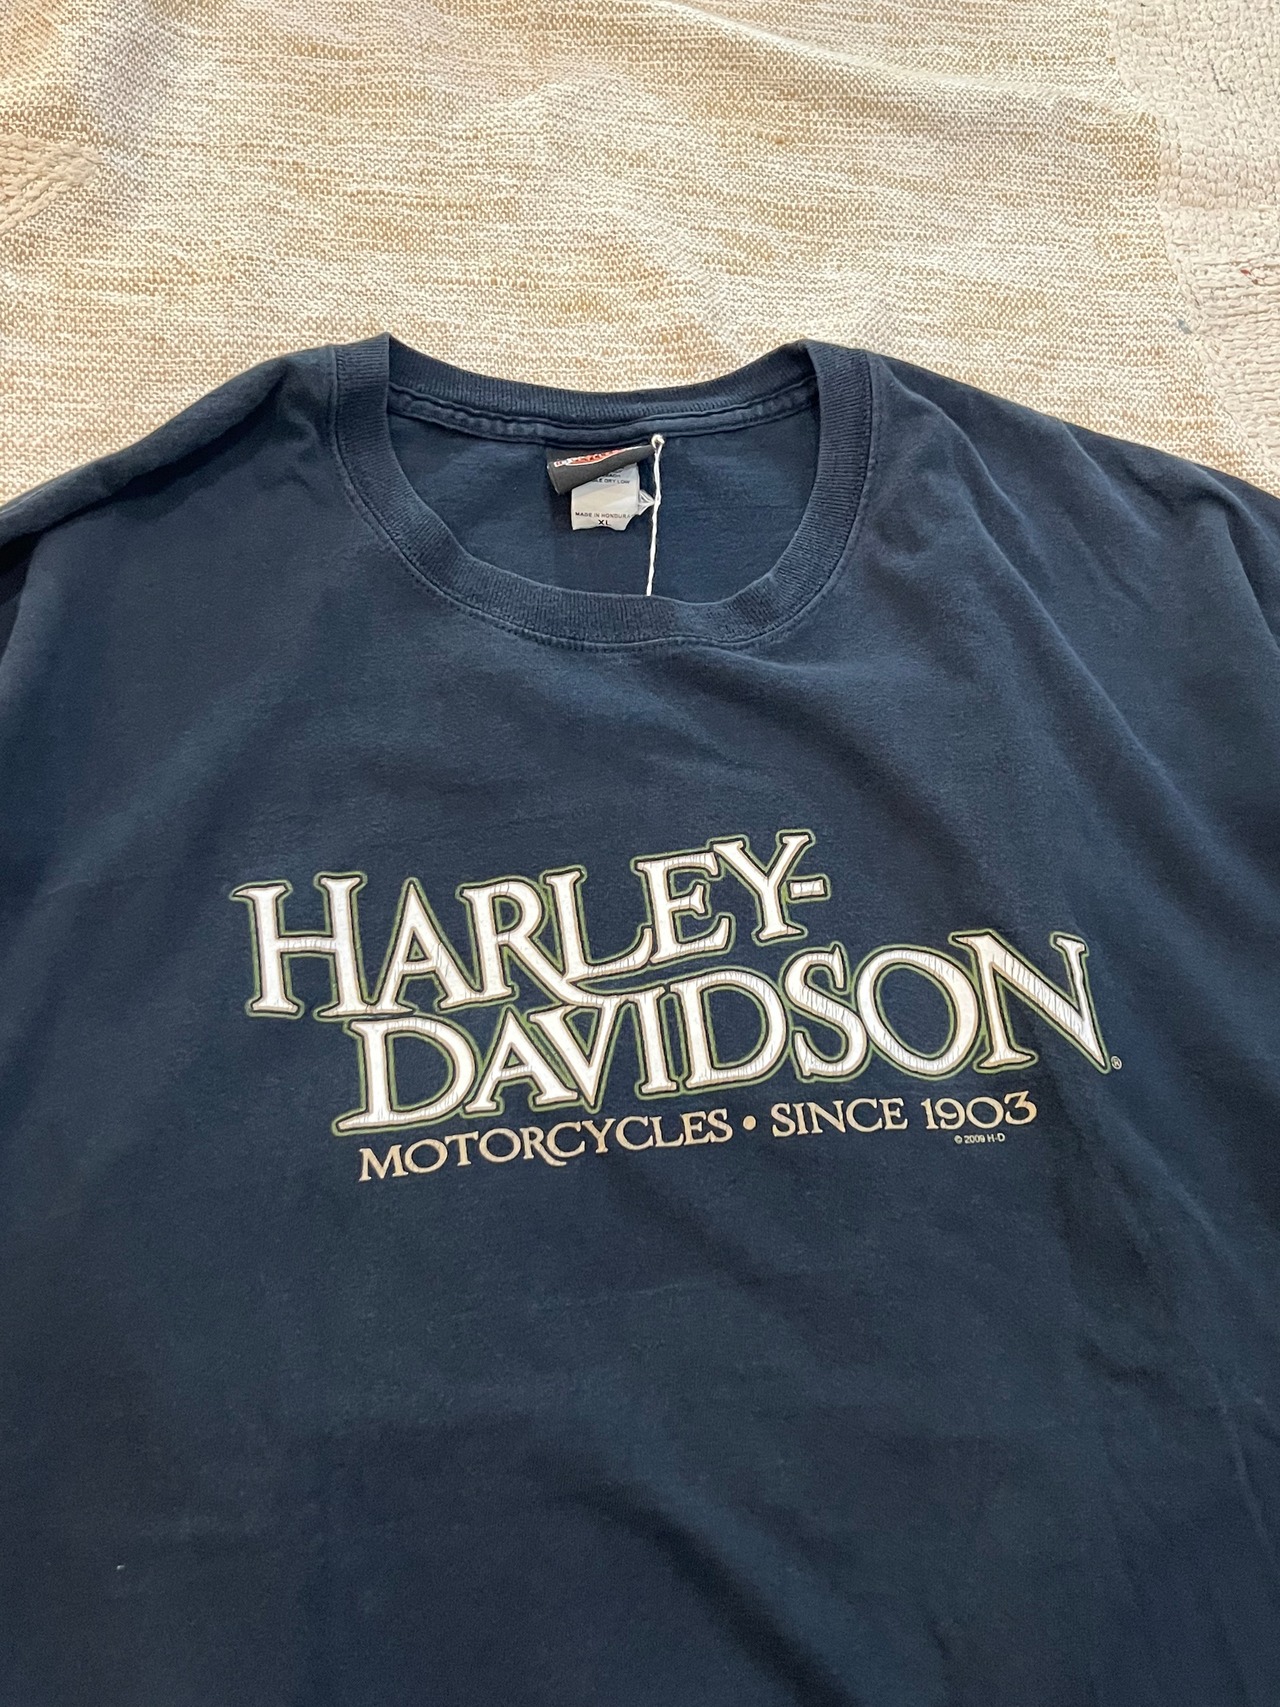 MADE IN HONDURAS
XL
HARLEY-
DAVIDSON®
MOTORCYCLES • SINCE 1903
© 2009 H-D